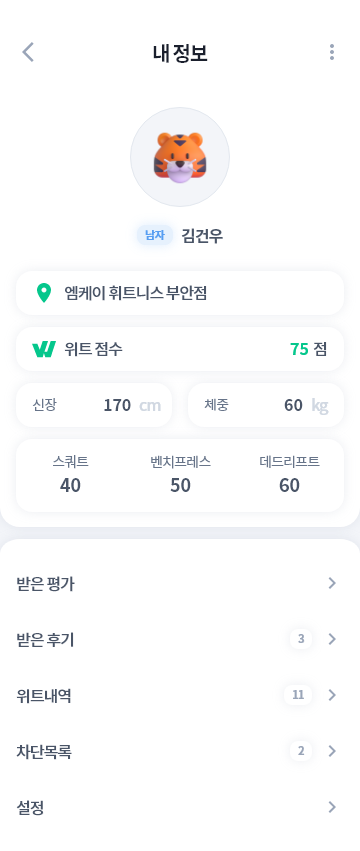 내 정보
남자 김건우
엠케이 휘트니스 부안점
위트 점수 75 점
신장 170 cm 체중 60 kg
스쿼트 벤치프레스 데드리프트
40 50 60
받은 평가
받은 후기 3
위트내역 11
차단목록 2
설정